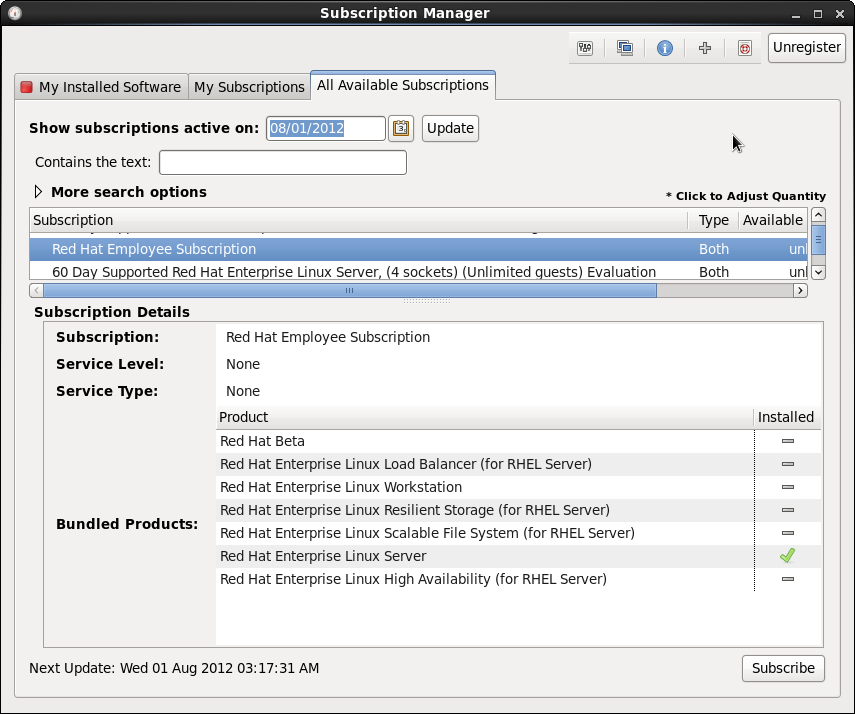 Subscription Manager
Unregister
My Installed Software My Subscriptions All Available Subscriptions
Show subscriptions active on: 08/01/2012 Update
Contains the text:
More search options
* Click to Adjust Quantity
Subscription Type Available
Red Hat Employee Subscription Both
60 Day Supported Red Hat Enterprise Linux Server, (4 sockets) (Unlimited guests) Evaluation Both
Subscription Details
Subscription: Red Hat Employee Subscription
Service Level: None
Service Type: None
Product Installed
Red Hat Beta
Red Hat Enterprise Linux Load Balancer (for RHEL Server)
Red Hat Enterprise Linux Workstation
Red Hat Enterprise Linux Resilient Storage (for RHEL Server)
Bundled Products:
Red Hat Enterprise Linux Scalable File System (for RHEL Server)
Red Hat Enterprise Linux Server
Red Hat Enterprise Linux High Availability (for RHEL Server)
Next Update: Wed 01 Aug 2012 03:17:31 AM
Subscribe